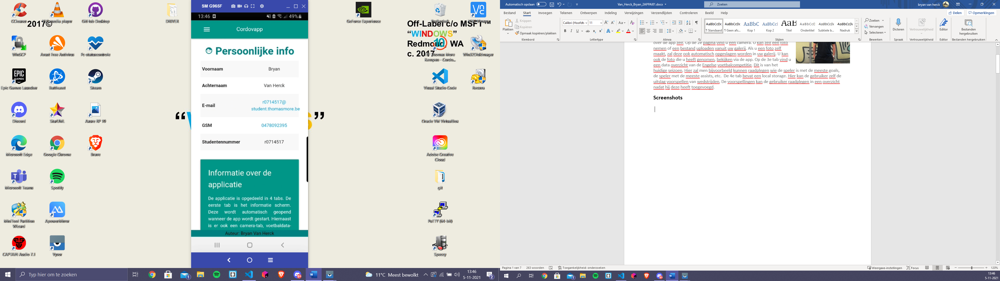 CCleaner
VLC media player
GitHub Desktop
2017©
WinSCP
Avast Free Antivirus
Pc-statuscontrole
Epic Games Launcher
Battle.net
Steam
Discord
StarUML
Axure RP 10
Microsoft Edge
Google Chrome
Brave
Microsoft Teams
Spotify
MiniTool Partition
Wizard
ApowerMirror
CAPTAIN Audio 7.1
Vysor
DRIVER
SM G965F
13:46
49%
Cordovapp
Persoonlijke info
Voornaam
Bryan
Achternaam
Van Herck
E-mail
r0714517@
student.thomasmore.be
GSM
0478092395
Studentennummer
r0714517
Informatie over de
applicatie
De applicatie is opgedeeld in 4 tabs. De
eerste tab is het informatie scherm.
Deze wordt automatisch geopend
wanneer de app wordt gestart. Hiernaast
is er ook een camera-tab, voetbaldata-
Auteur: Bryan Van Herck
GeForce Experience
Prullenbak
VNC Viewer
Off-Label c/o MSFT™
“WINDOWS”
Redmond, WA
c. 2017
10
ITF Thomas More
Kempen - Cordo...
Win32DiskImager
Visual Studio Code
Recuva
Oracle VM VirtualBox
Adobe Creative
Cloud
git
PuTTY (64-bit)
Speccy
Typ hier om te zoeken
11°C Meest bewolkt
13:46
5-11-2021
2
Automatisch opslaan
Van_Herck_Bryan_2APPAI01.docx
Zoeken
bryan van herck
Bestand Start Invoegen Tekenen Ontwerpen Indeling Verwijzingen Verzendlijsten Controleren Beeld Help
Delen
Opmerkingen
Plakken
Knippen
Kopiëren
Opmaak kopiëren/plakken
Klembord
Calibri (Hoofdt
11
Lettertype
Alinea
¶ Standaard
¶ Geen afs...
Kop 1
Kop 2
Titel
Ondertitel
Subtiele b...
Nadruk
Stijlen
Zoeken
Vervangen
Selecteren
Bewerken
Dicteren
Spraak
Vertrouwelijkheid
Vertrouwelijkheid
Editor
Editor
Bestanden
hergebruiken
Bestanden hergebruiken
over de app zelf. Op de 2e pagina vind u een camera. U kan zelf een foto
nemen of een bestand uploaden vanuit uw galerij. Als u een foto zelf
maakt, zal deze ook automatisch opgeslagen worden in uw galerij. U kan
ook de foto die u heeft genomen, bekijken via de app. Op de 3e tab vind u
een data overzicht van de Engelse voetbalcompetitie. Dit is van het
huidige seizoen. Hier zal men bijvoorbeeld kunnen raadplegen wie de speler is met de meeste goals,
de speler met de meeste assists, etc. De 4e tab bevat een local storage. Hier kan de gebruiker zelf de
uitslag voorspellen van wedstrijden. De voorspellingen kan de gebruiker raadplegen in een overzicht
nadat hij deze heeft toegevoegd.
Screenshots
Pagina 1 van 7
263 woorden
Toegankelijkheid: onderzoeken
Weergave-instellingen
Focus
120%
13:46
5-11-2021